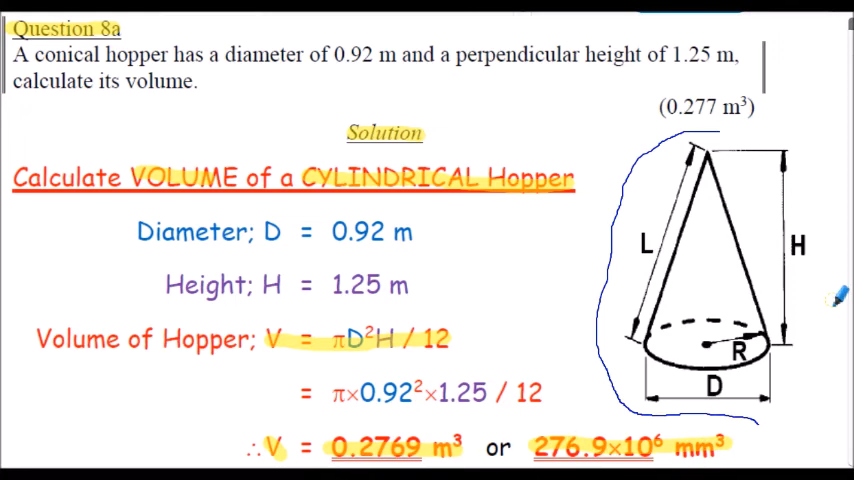 Question 8a
A conical hopper has a diameter of 0.92 m and a perpendicular height of 1.25 m,
calculate its volume.
(0.277 m³)
Solution
Calculate VOLUME of a CYLINDRICAL Hopper
Diameter; D = 0.92 m
Height; H = 1.25 m
Volume of Hopper; V = πD²H / 12
= π×0.92²×1.25 / 12
∴ V = 0.2769 m³ or 276.9×10⁶ mm³
L
H
R
D